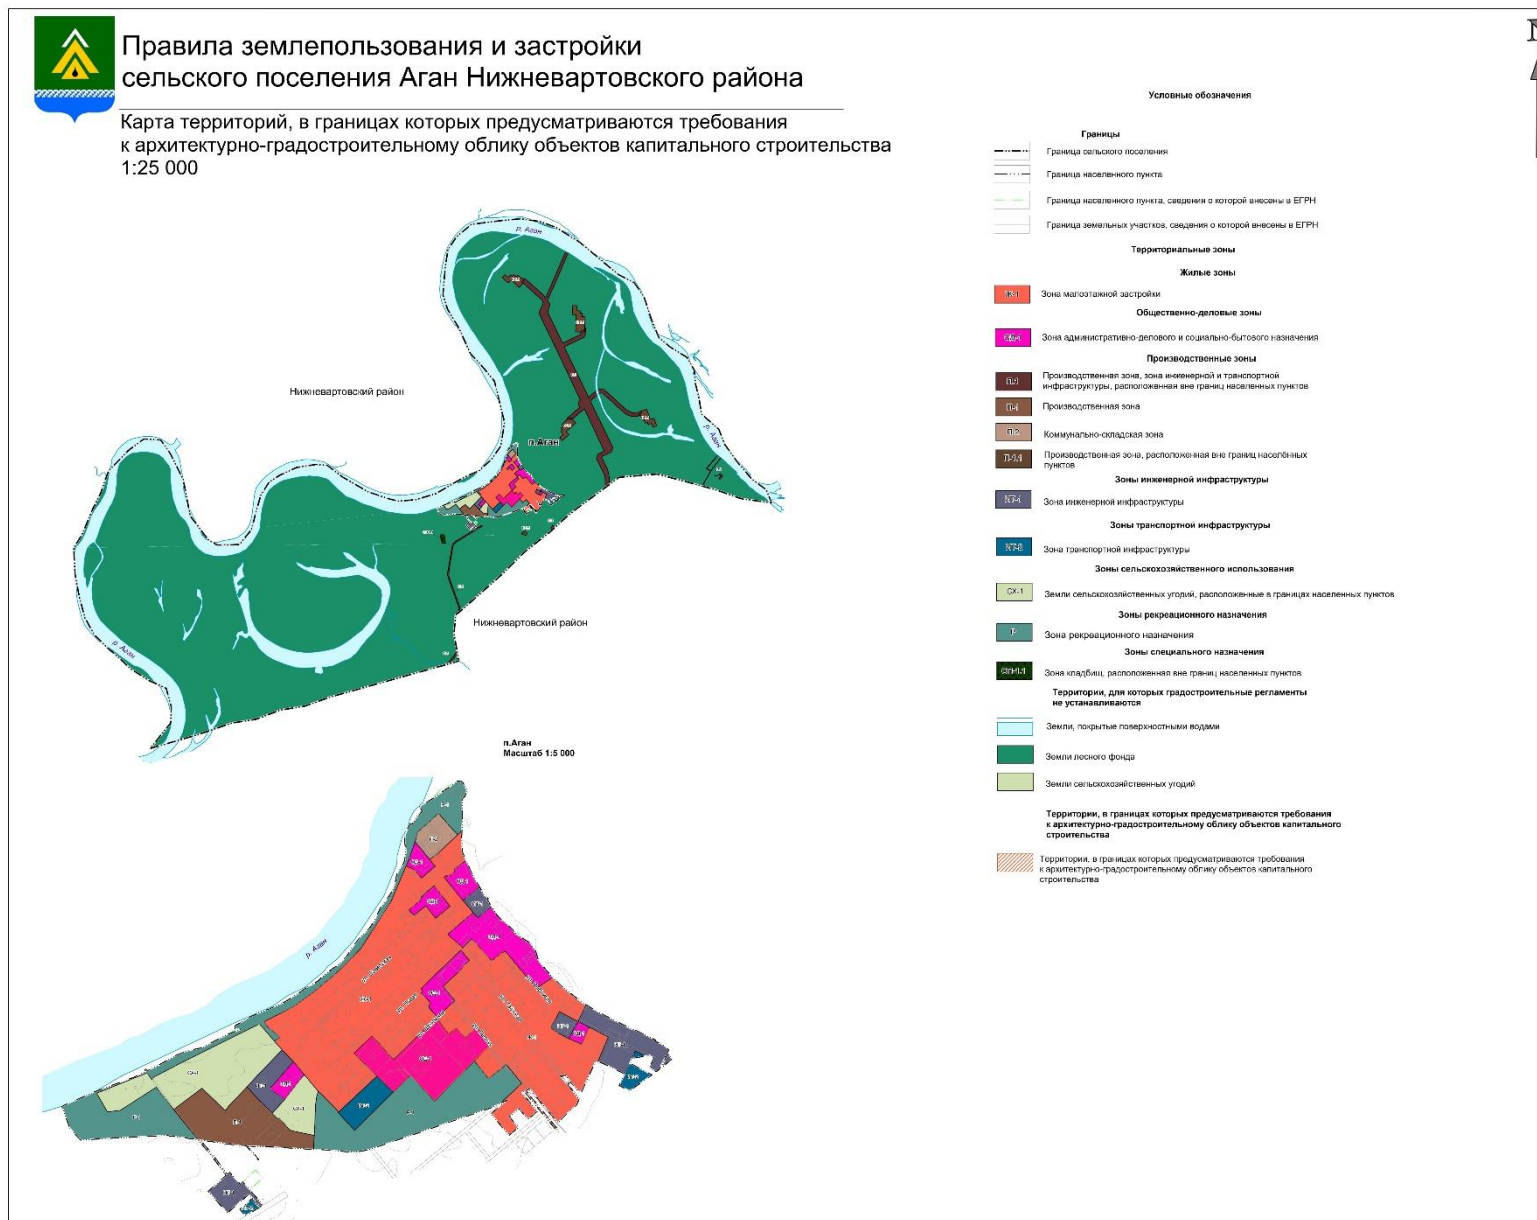 Правила землепользования и застройки
сельского поселения Аган Нижневартовского района
Карта территорий, в границах которых предусматриваются требования
к архитектурно-градостроительному облику объектов капитального строительства
1:25 000
р. Аган
Нижневартовский район
п.Аган
р. Аган
Нижневартовский район
р. Аган
п.Аган
Масштаб 1:5 000
р. Аган
Условные обозначения
Границы
Граница сельского поселения
Граница населенного пункта
Граница населенного пункта, сведения о которой внесены в ЕГРН
Граница земельных участков, сведения о которой внесены в ЕГРН
Территориальные зоны
Жилые зоны
Ж-1 Зона малоэтажной застройки
Общественно-деловые зоны
ОД-1 Зона административно-делового и социально-бытового назначения
Производственные зоны
Производственная зона, зона инженерной и транспортной
инфраструктуры, расположенная вне границ населенных пунктов
П-1 Производственная зона
П-2 Коммунально-складская зона
П-1.1 Производственная зона, расположенная вне границ населённых
пунктов
Зоны инженерной инфраструктуры
Зона инженерной инфраструктуры
Зоны транспортной инфраструктуры
Зона транспортной инфраструктуры
Зоны сельскохозяйственного использования
СХ-1 Земли сельскохозяйственных угодий, расположенные в границах населенных пунктов
Зоны рекреационного назначения
Зона рекреационного назначения
Зоны специального назначения
Зона кладбищ, расположенная вне границ населенных пунктов
Территории, для которых градостроительные регламенты
не устанавливаются
Земли, покрытые поверхностными водами
Земли лесного фонда
Земли сельскохозяйственных угодий
Территории, в границах которых предусматриваются требования
к архитектурно-градостроительному облику объектов капитального
строительства
Территории, в границах которых предусматриваются требования
к архитектурно-градостроительному облику объектов капитального
строительства